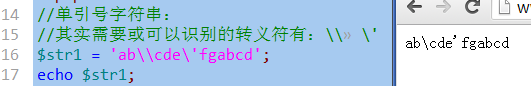 14 //单引号字符串：
15 //其实需要或可以识别的转义符有：\\» \'
16 $str1 = 'ab\\cde\'fgabcd';
17 echo $str1;
ab\cde'fgabcd